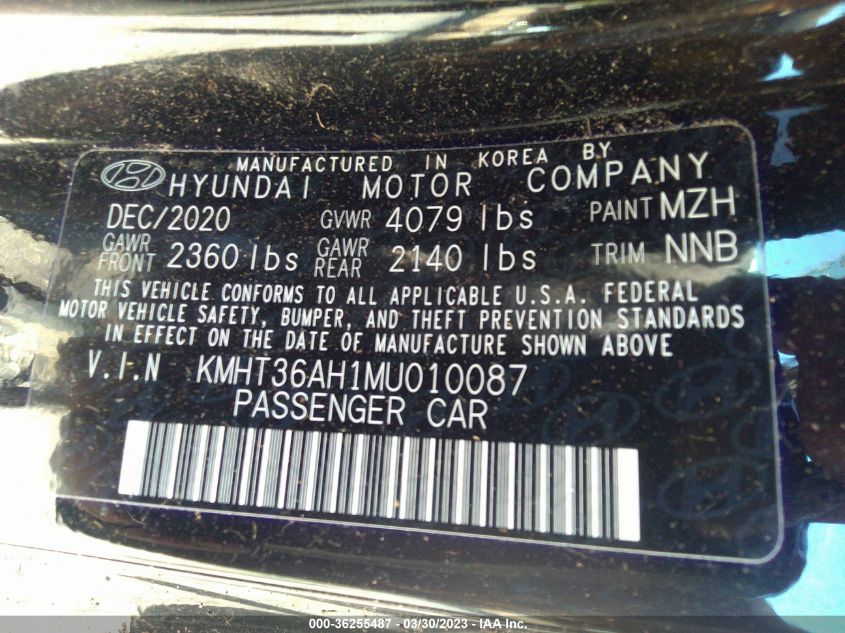 MANUFACTURED IN KOREA BY
HYUNDAI MOTOR COMPANY
DEC/2020 GVWR 4079 lbs PAINT MZH
GAWR FRONT 2360 lbs GAWR REAR 2140 lbs TRIM NNB
THIS VEHICLE CONFORMS TO ALL APPLICABLE U.S.A. FEDERAL
MOTOR VEHICLE SAFETY, BUMPER, AND THEFT PREVENTION STANDARDS
IN EFFECT ON THE DATE OF MANUFACTURE SHOWN ABOVE
V.I.N KMHT36AH1MU010087
PASSENGER CAR
000-36255487 - 03/30/2023 - IAA Inc.